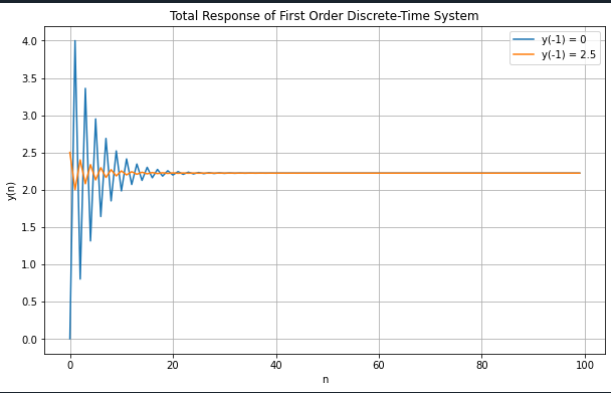 Total Response of First Order Discrete-Time System
y(-1) = 0
y(-1) = 2.5
4.0
3.5
3.0
2.5
2.0
1.5
1.0
0.5
0.0
y(n)
0 20 40 60 80 100
n